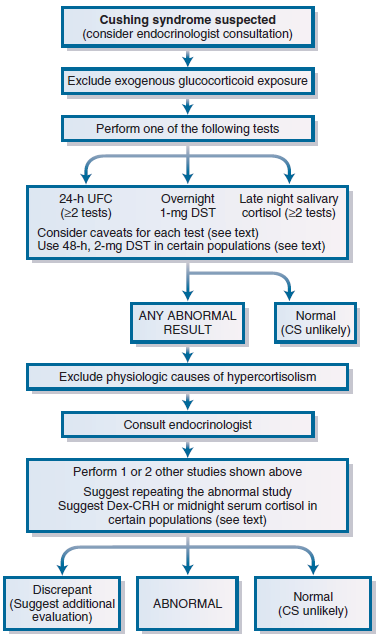 Cushing syndrome suspected
(consider endocrinologist consultation)
Exclude exogenous glucocorticoid exposure
Perform one of the following tests
24-h UFC
(≥2 tests)
Overnight
1-mg DST
Late night salivary
cortisol (≥2 tests)
Consider caveats for each test (see text)
Use 48-h, 2-mg DST in certain populations (see text)
ANY ABNORMAL
RESULT
Normal
(CS unlikely)
Exclude physiologic causes of hypercortisolism
Consult endocrinologist
Perform 1 or 2 other studies shown above
Suggest repeating the abnormal study
Suggest Dex-CRH or midnight serum cortisol in
certain populations (see text)
Discrepant
(Suggest additional
evaluation)
ABNORMAL
Normal
(CS unlikely)